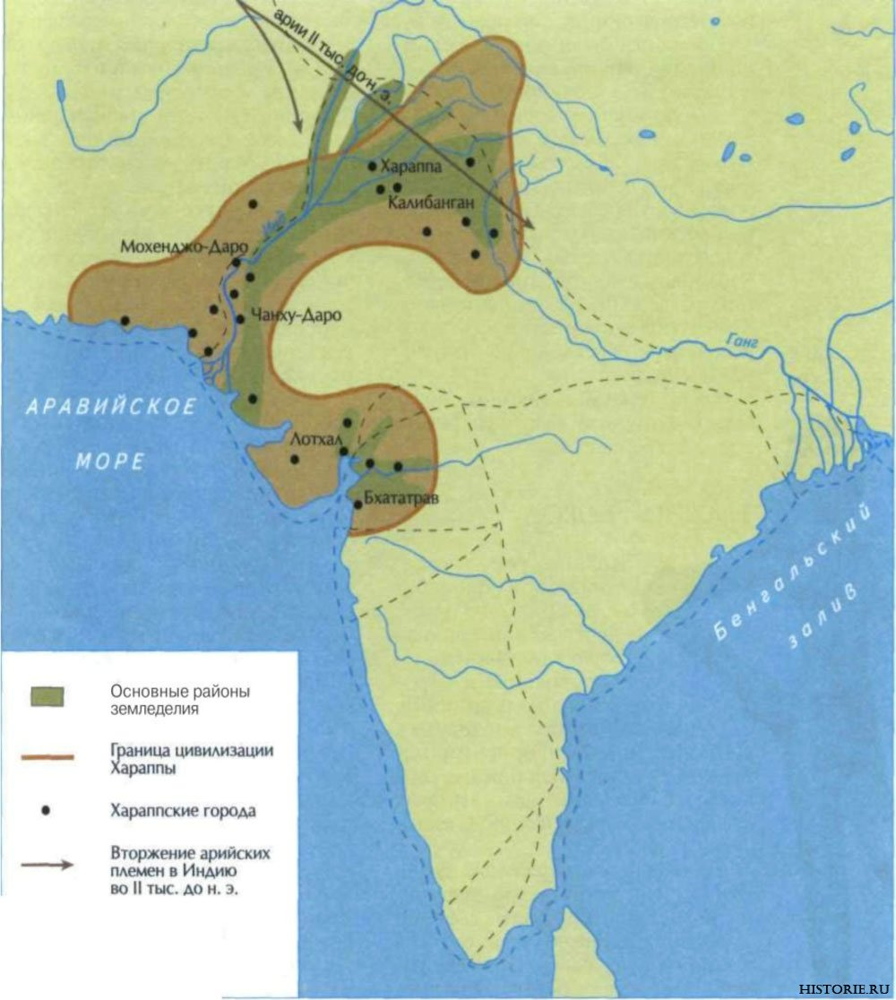 арии II тыс. до н. э.
Хараппа
Калибанган
Инд
Мохенджо-Даро
Чанху-Даро
Ганг
АРАВИЙСКОЕ
МОРЕ
Лотхал
Бхататрав
Бенгальский
залив
Основные районы
земледелия
Граница цивилизации
Хараппы
Хараппские города
Вторжение арийских
племен в Индию
во II тыс. до н. э.
HISTORIE.RU